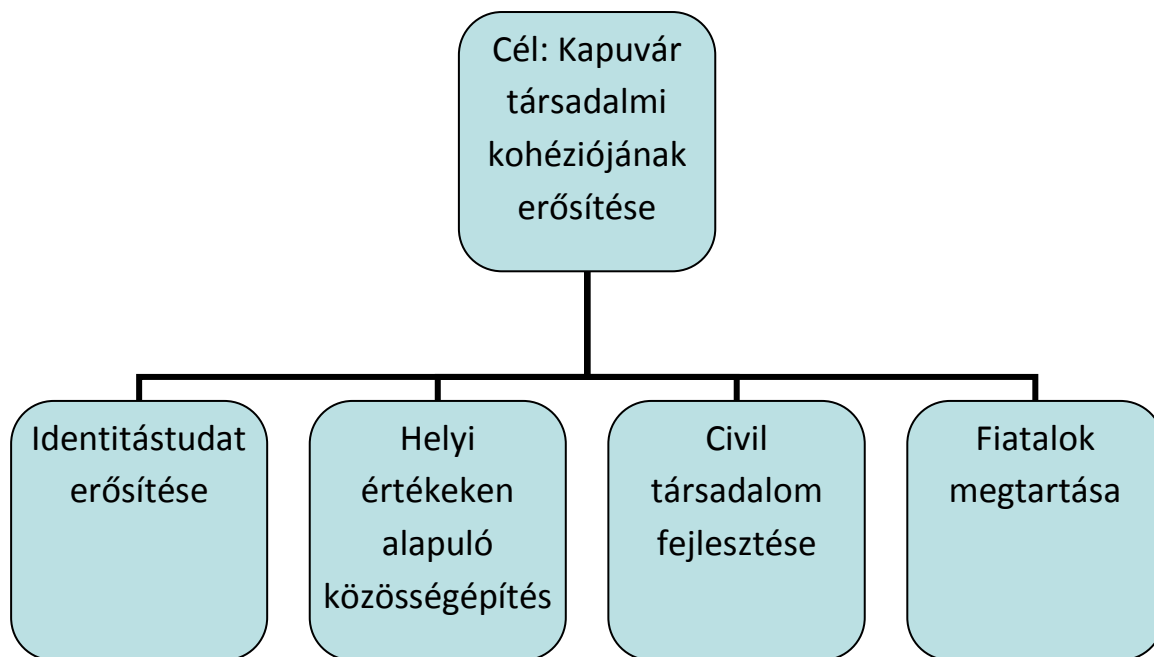 Cél: Kapuvár
társadalmi
kohéziójának
erősítése
Identitástudat
erősítése
Helyi
értékeken
alapuló
közösségépítés
Civil
társadalom
fejlesztése
Fiatalok
megtartása